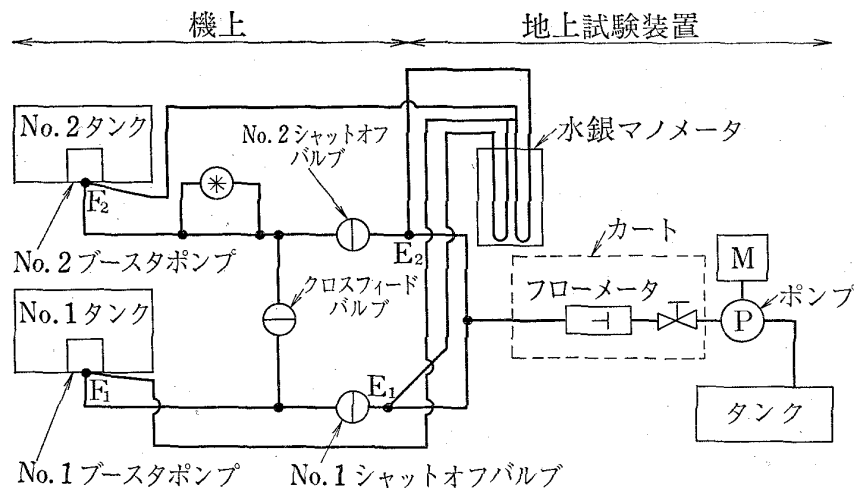 機上
地上試験装置
No.2タンク
No.2シャットオフ
バルブ
水銀マノメータ
F₂
E₂
カート
No.2ブースタポンプ
クロスフィード
バルブ
フローメータ
M
ポンプ
P
No.1タンク
F₁
E₁
タンク
No.1ブースタポンプ
No.1シャットオフバルブ